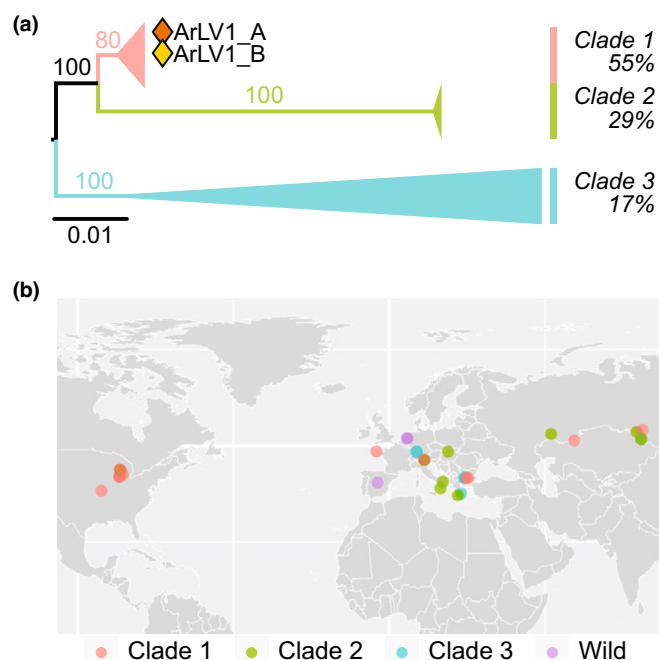 (a)
80
ArLV1_A
ArLV1_B
Clade 1
55%
100
100
Clade 2
29%
100
Clade 3
17%
0.01
(b)
Clade 1
Clade 2
Clade 3
Wild